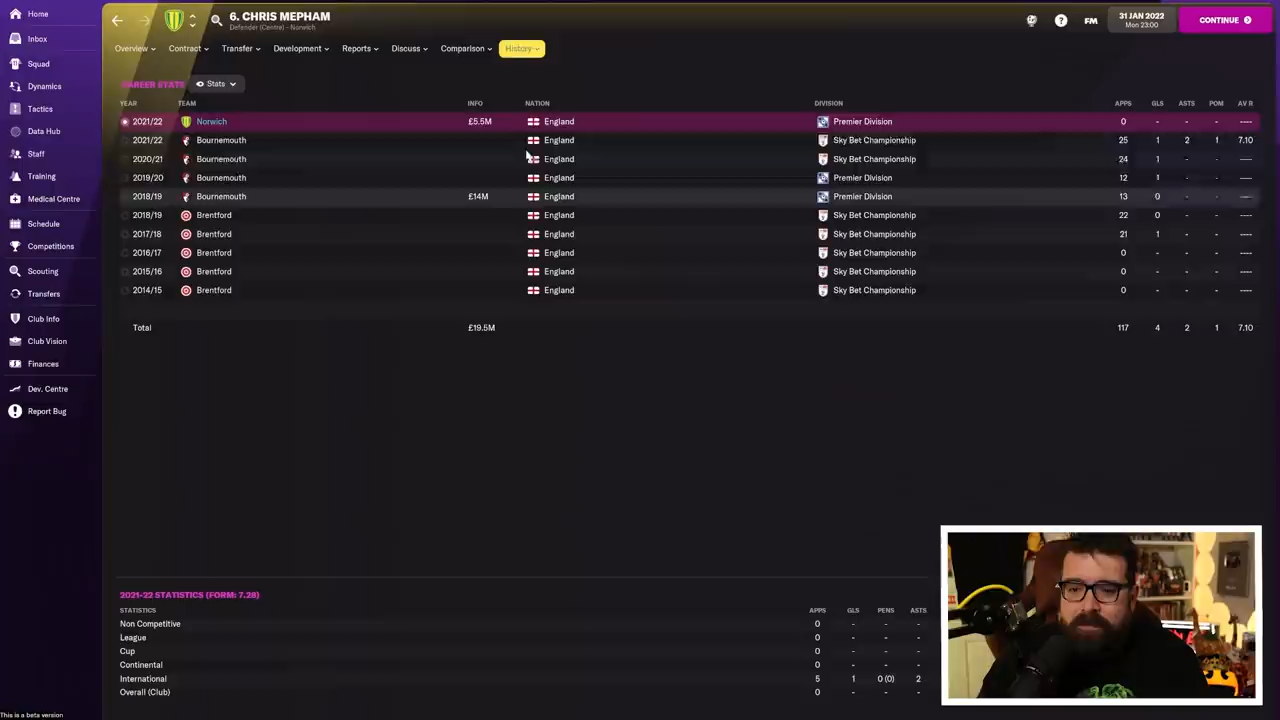 6. CHRIS MEPHAM
Defender (Centre) - Norwich
FM
31 JAN 2022
Mon 23:00
CONTINUE
Home
Inbox
Squad
Dynamics
Tactics
Data Hub
Staff
Training
Medical Centre
Schedule
Competitions
Scouting
Transfers
Club Info
Club Vision
Finances
Dev. Centre
Report Bug
This is a beta version
Overview Contract Transfer Development Reports Discuss Comparison History
CAREER STATS Stats
YEAR TEAM INFO NATION DIVISION APPS GLS ASTS POM AV R
2021/22 Norwich £5.5M England Premier Division 0 - - - ----
2021/22 Bournemouth England Sky Bet Championship 25 1 2 1 7.10
2020/21 Bournemouth England Sky Bet Championship 24 1 - - ----
2019/20 Bournemouth England Premier Division 12 1 - - ----
2018/19 Bournemouth £14M England Premier Division 13 0 - - ----
2018/19 Brentford England Sky Bet Championship 22 0 - - ----
2017/18 Brentford England Sky Bet Championship 21 1 - - ----
2016/17 Brentford England Sky Bet Championship 0 - - - ----
2015/16 Brentford England Sky Bet Championship 0 - - - ----
2014/15 Brentford England Sky Bet Championship 0 - - - ----
Total £19.5M 117 4 2 1 7.10
2021-22 STATISTICS (FORM: 7.28)
STATISTICS APPS GLS PENS ASTS
Non Competitive 0 - - -
League 0 - - -
Cup 0 - - -
Continental 0 - - -
International 5 1 0 (0) 2
Overall (Club) 0 - - -